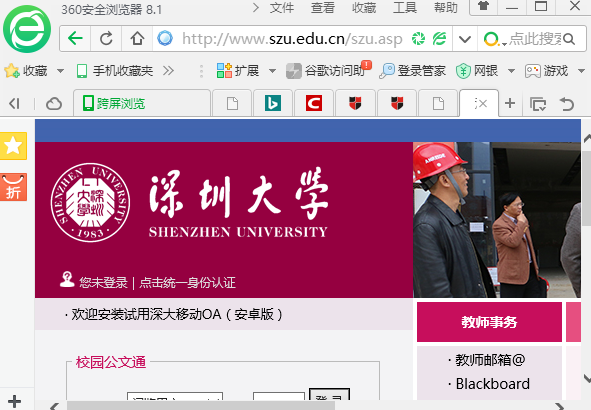 360安全浏览器 8.1
文件 查看 收藏 工具 帮助
http://www.szu.edu.cn/szu.asp
点此搜索
收藏 手机收藏夹 扩展 谷歌访问助 登录管家 网银 游戏
跨屏浏览
折
SHENZHEN UNIVERSITY
1983
深圳大学
SHENZHEN UNIVERSITY
您未登录 | 点击统一身份认证
· 欢迎安装试用深大移动OA（安卓版）
教师事务
校园公文通
· 教师邮箱@
· Blackboard
登录